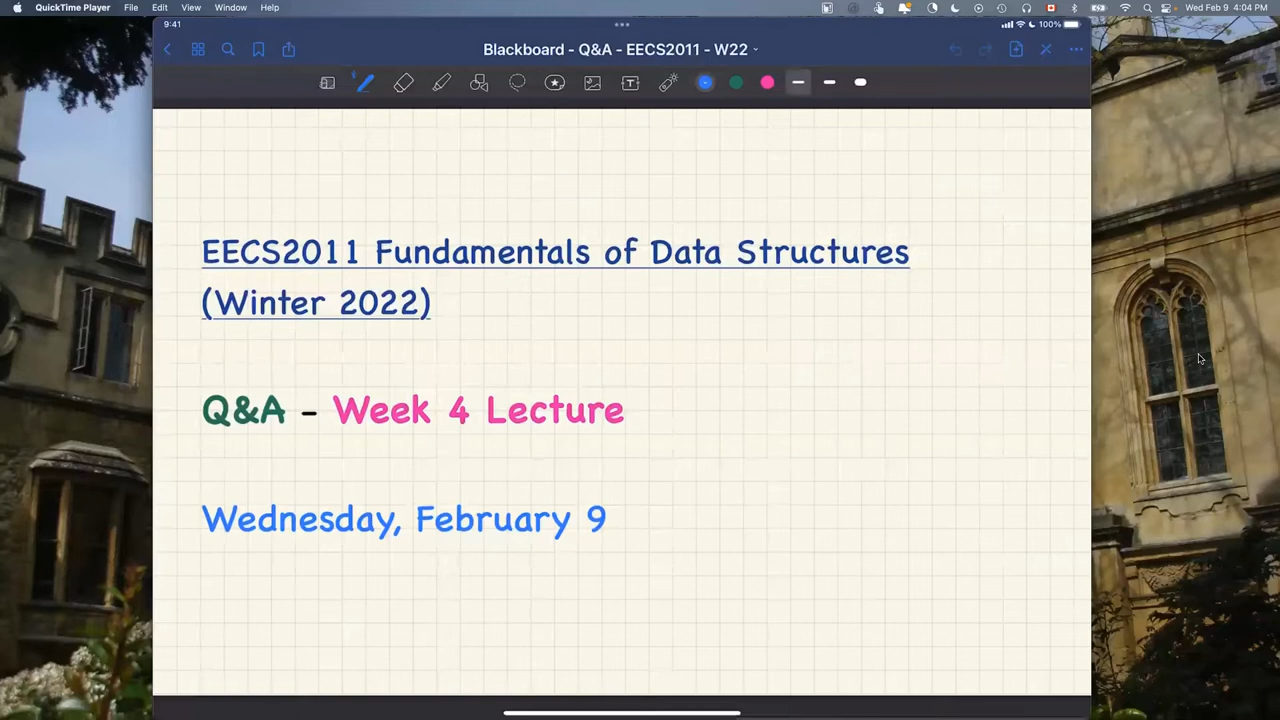 QuickTime Player File Edit View Window Help Wed Feb 9 4:04 PM
9:41 100%
Blackboard - Q&A - EECS2011 - W22
EECS2011 Fundamentals of Data Structures
(Winter 2022)
Q&A - Week 4 Lecture
Wednesday, February 9